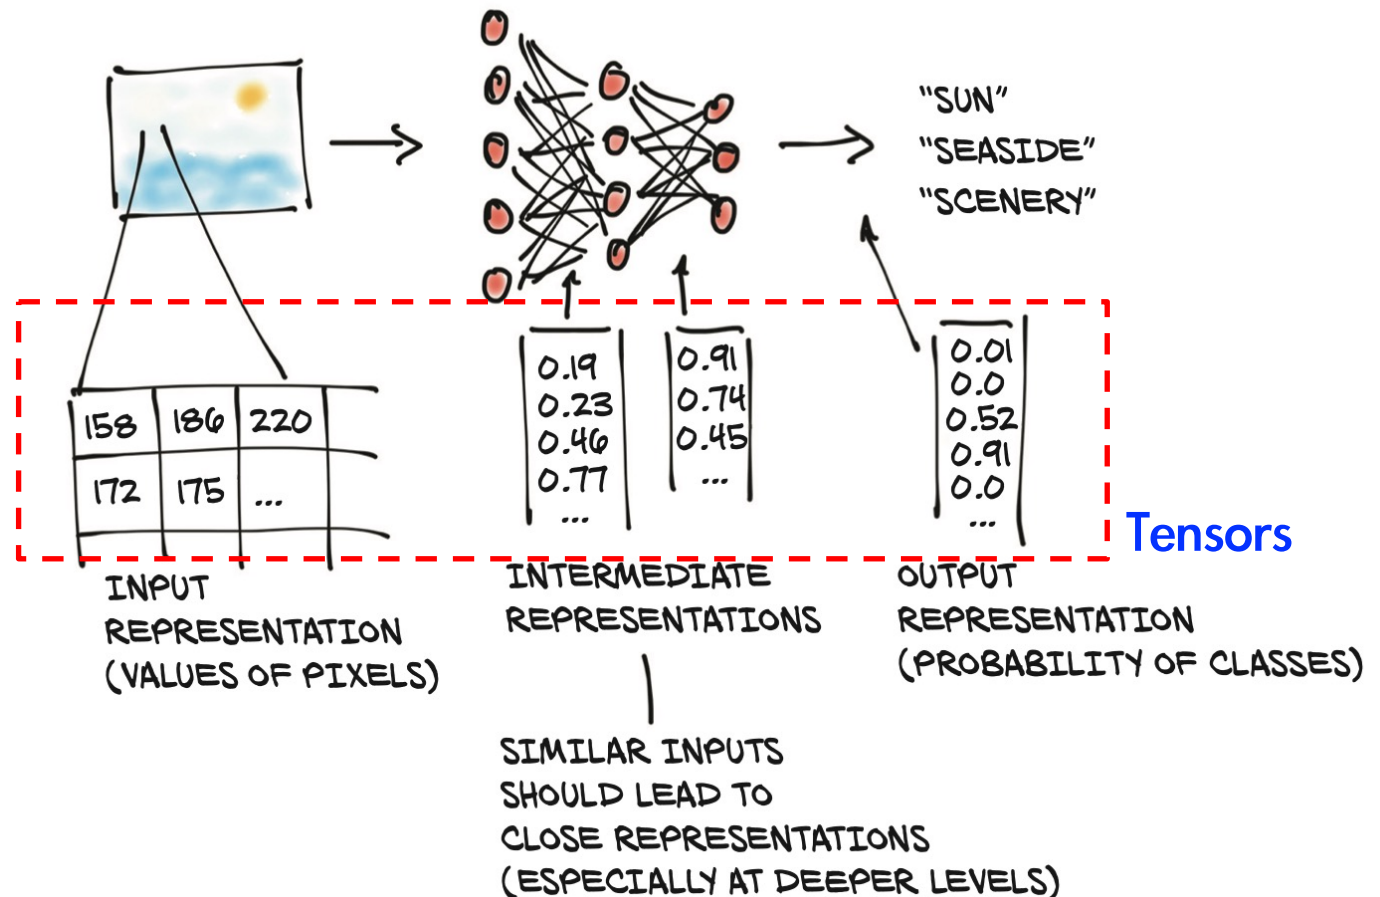 "SUN"
"SEASIDE"
"SCENERY"
158 186 220
172 175 ...
0.19
0.23
0.46
0.77
...
0.91
0.74
0.45
...
0.01
0.0
0.52
0.91
0.0
...
Tensors
INPUT
REPRESENTATION
(VALUES OF PIXELS)
INTERMEDIATE
REPRESENTATIONS
OUTPUT
REPRESENTATION
(PROBABILITY OF CLASSES)
SIMILAR INPUTS
SHOULD LEAD TO
CLOSE REPRESENTATIONS
(ESPECIALLY AT DEEPER LEVELS)